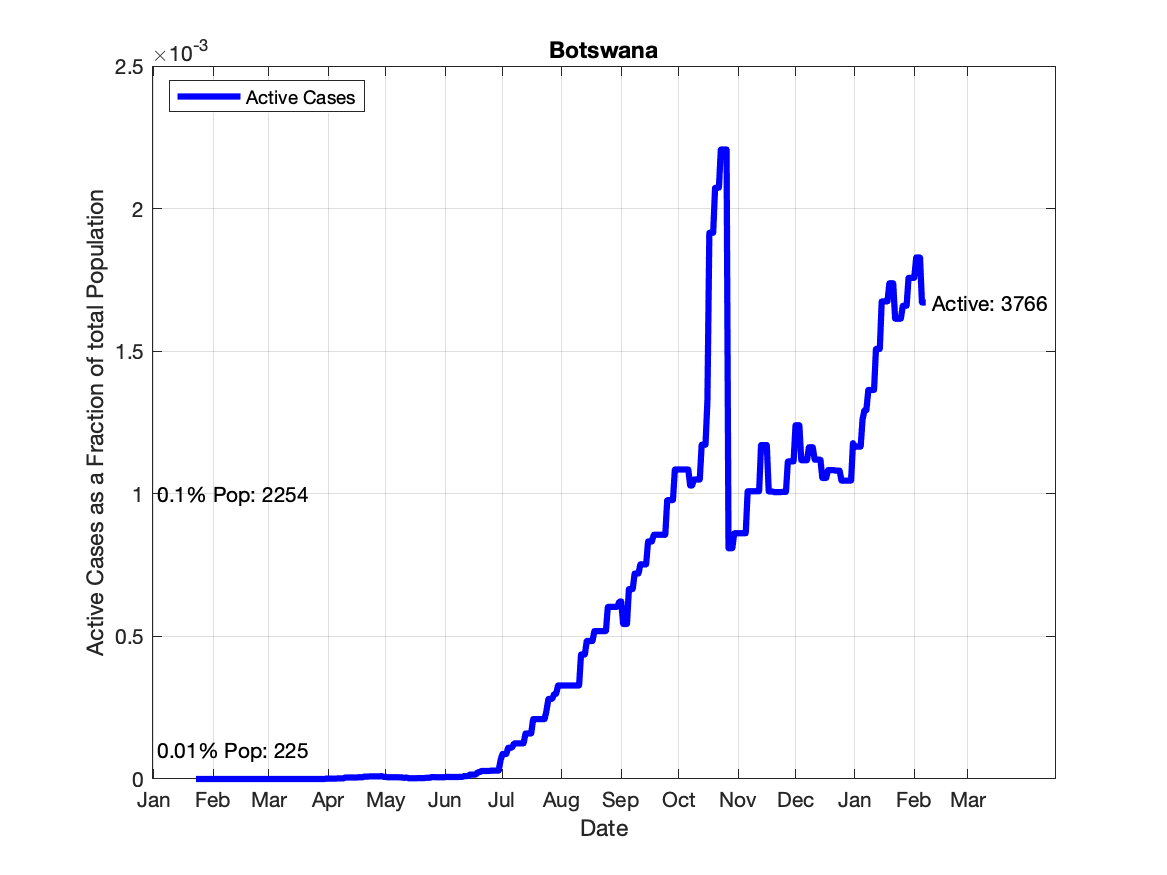 Botswana
×10-3
2.5
2
1.5
1
0.5
0
Active Cases as a Fraction of total Population
Active Cases
Active: 3766
0.1% Pop: 2254
0.01% Pop: 225
Jan Feb Mar Apr May Jun Jul Aug Sep Oct Nov Dec Jan Feb Mar
Date